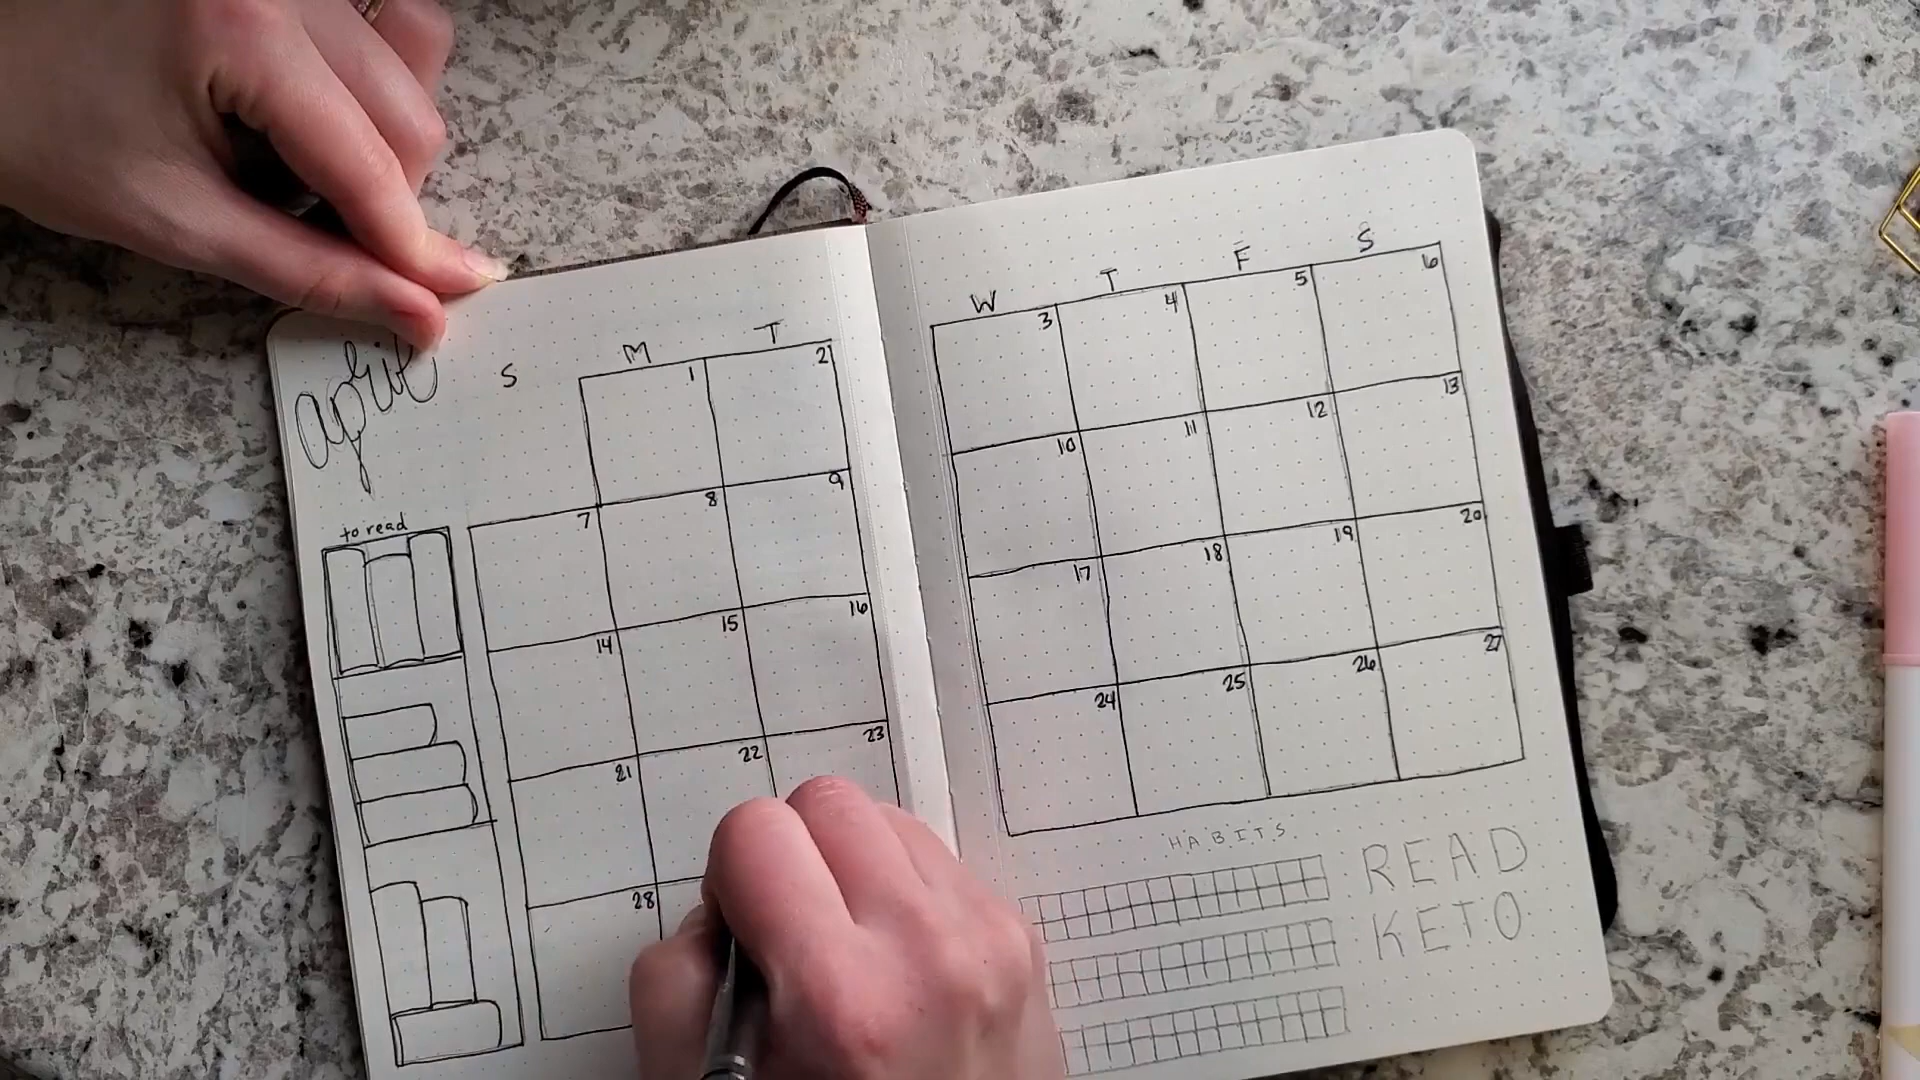 april
S M T W T F S
1 2 3 4 5 6
7 8 9 10 11 12 13
14 15 16 17 18 19 20
21 22 23 24 25 26 27
28
to read
HABITS
READ
KETO